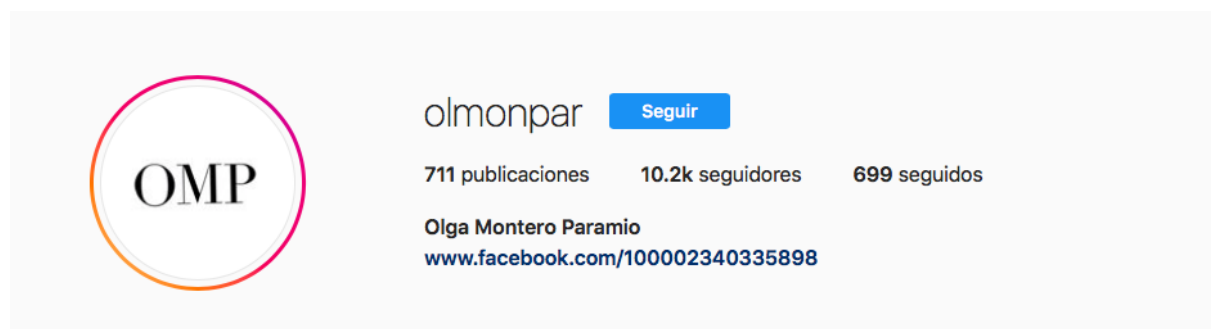 OMP
olmonpar Seguir
711 publicaciones 10.2k seguidores 699 seguidos
Olga Montero Paramio
www.facebook.com/100002340335898